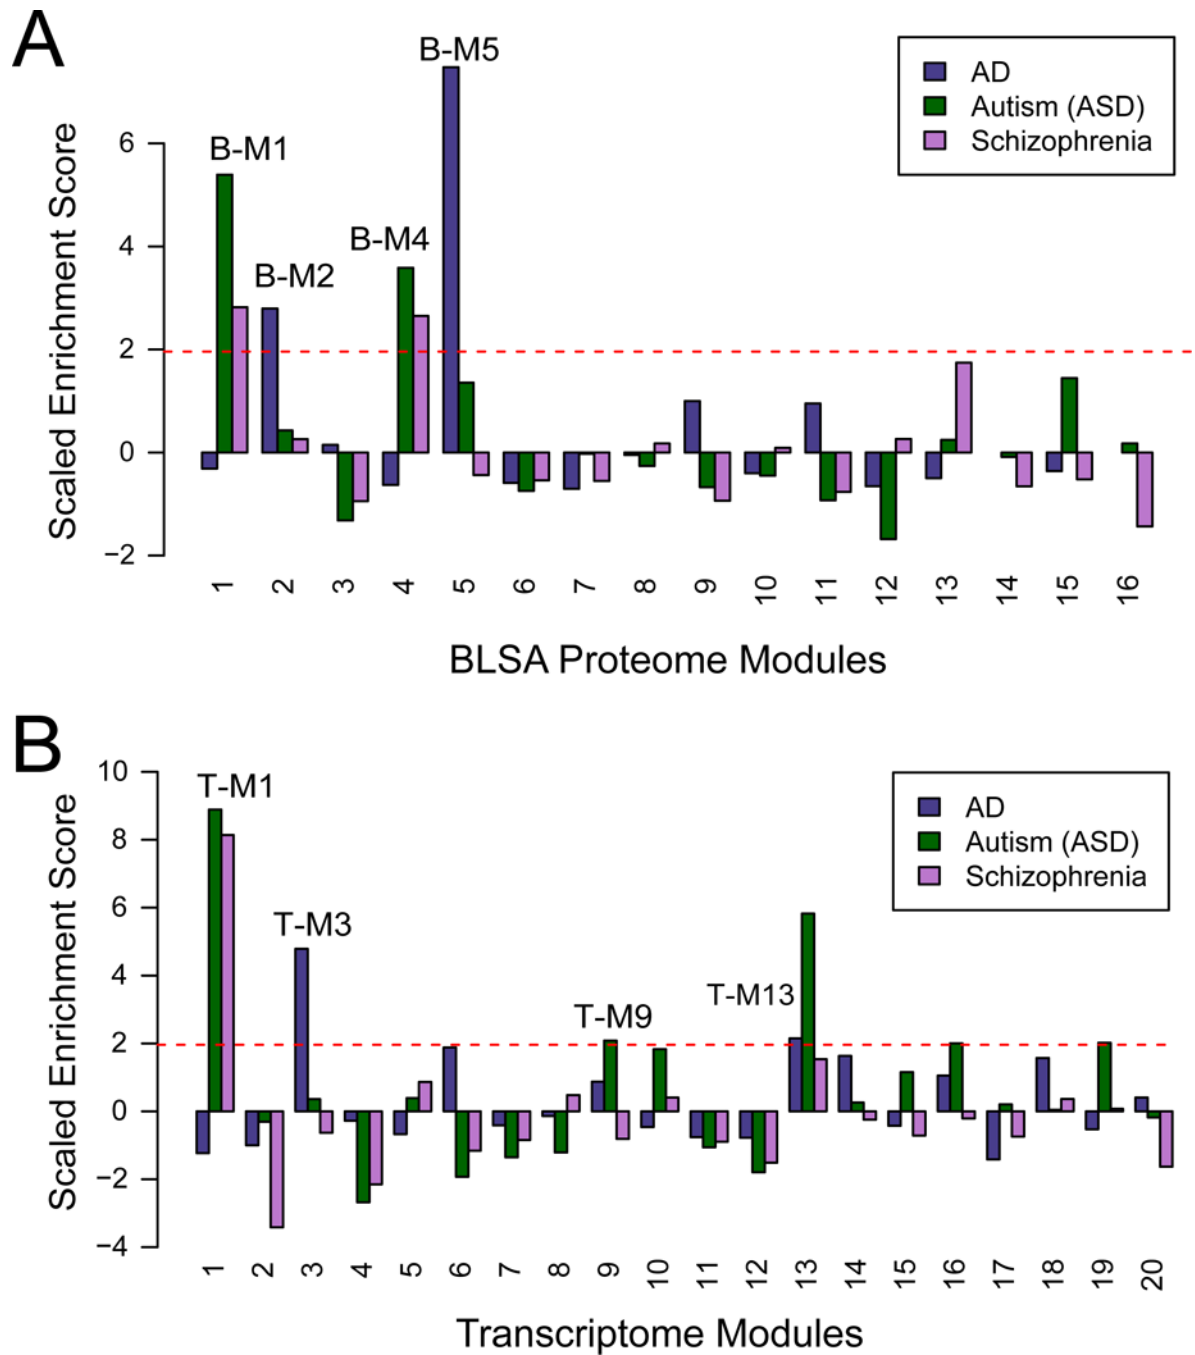 A
B-M5
AD
Autism (ASD)
Schizophrenia
B-M1
B-M4
B-M2
Scaled Enrichment Score
6
4
2
0
−2
1 2 3 4 5 6 7 8 9 10 11 12 13 14 15 16
BLSA Proteome Modules
B
T-M1
AD
Autism (ASD)
Schizophrenia
T-M3
T-M13
T-M9
Scaled Enrichment Score
10
8
6
4
2
0
−2
−4
1 2 3 4 5 6 7 8 9 10 11 12 13 14 15 16 17 18 19 20
Transcriptome Modules